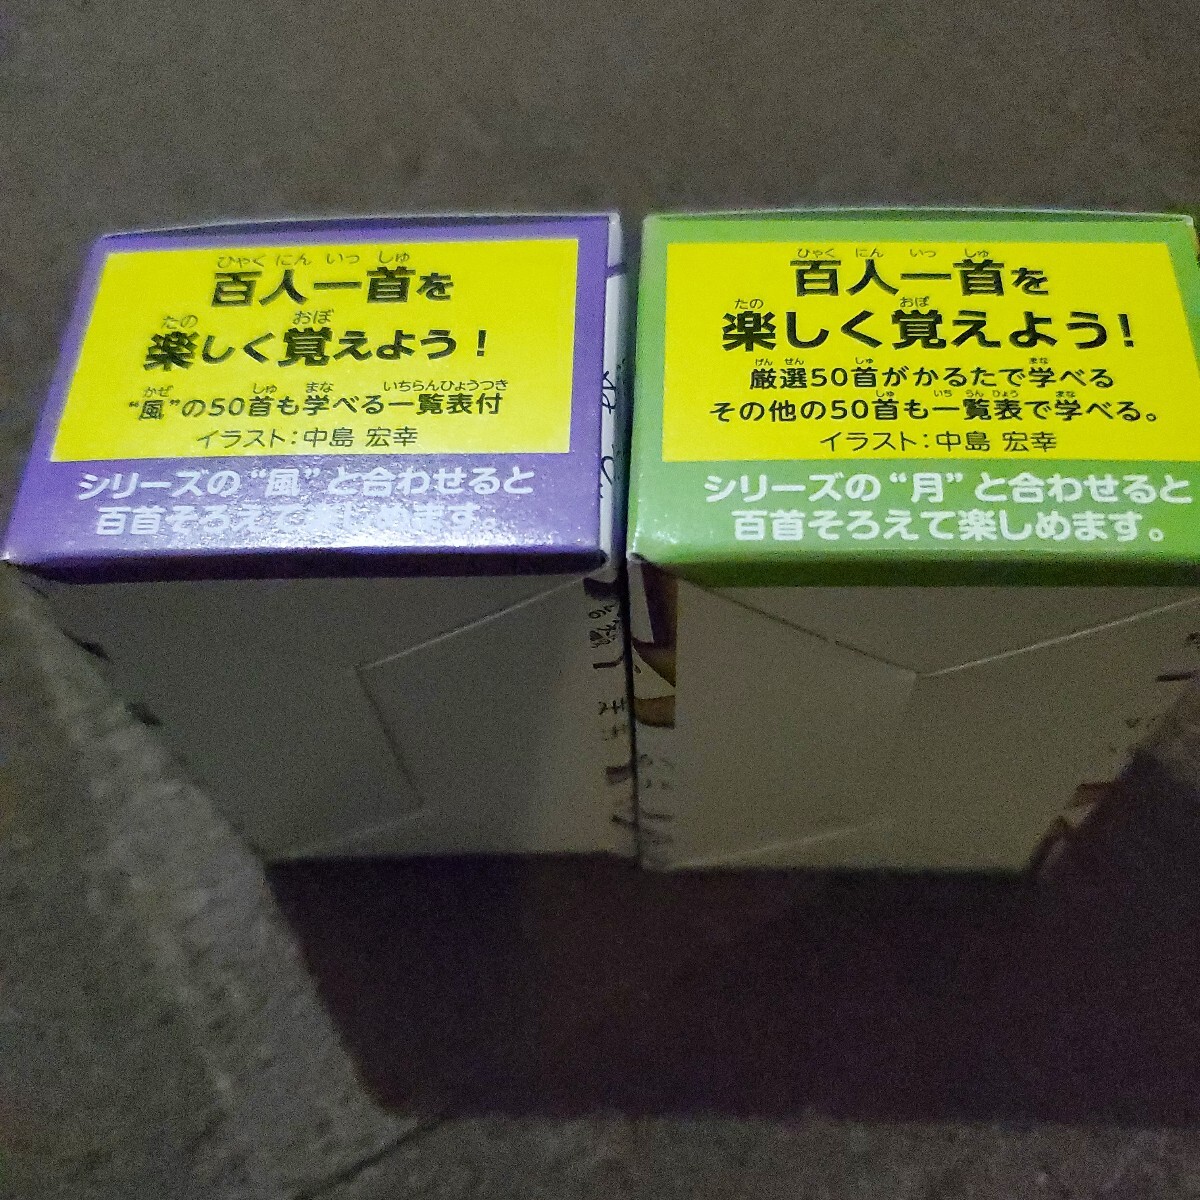 ひゃく にん いっ しゅ
百人一首を
たの おぼ
楽しく覚えよう!
かぜ しゅ まな いちらんひょうつき
“風”の50首も学べる一覧表付
イラスト:中島 宏幸
シリーズの“風”と合わせると
百首そろえて楽しめます。
ひゃく にん いっ しゅ
百人一首を
たの おぼ
楽しく覚えよう!
げん せん しゅ まな
厳選50首がかるたで学べる
しゅ いち らん ひょう まな
その他の50首も一覧表で学べる。
イラスト:中島 宏幸
シリーズの“月”と合わせると
百首そろえて楽しめます。